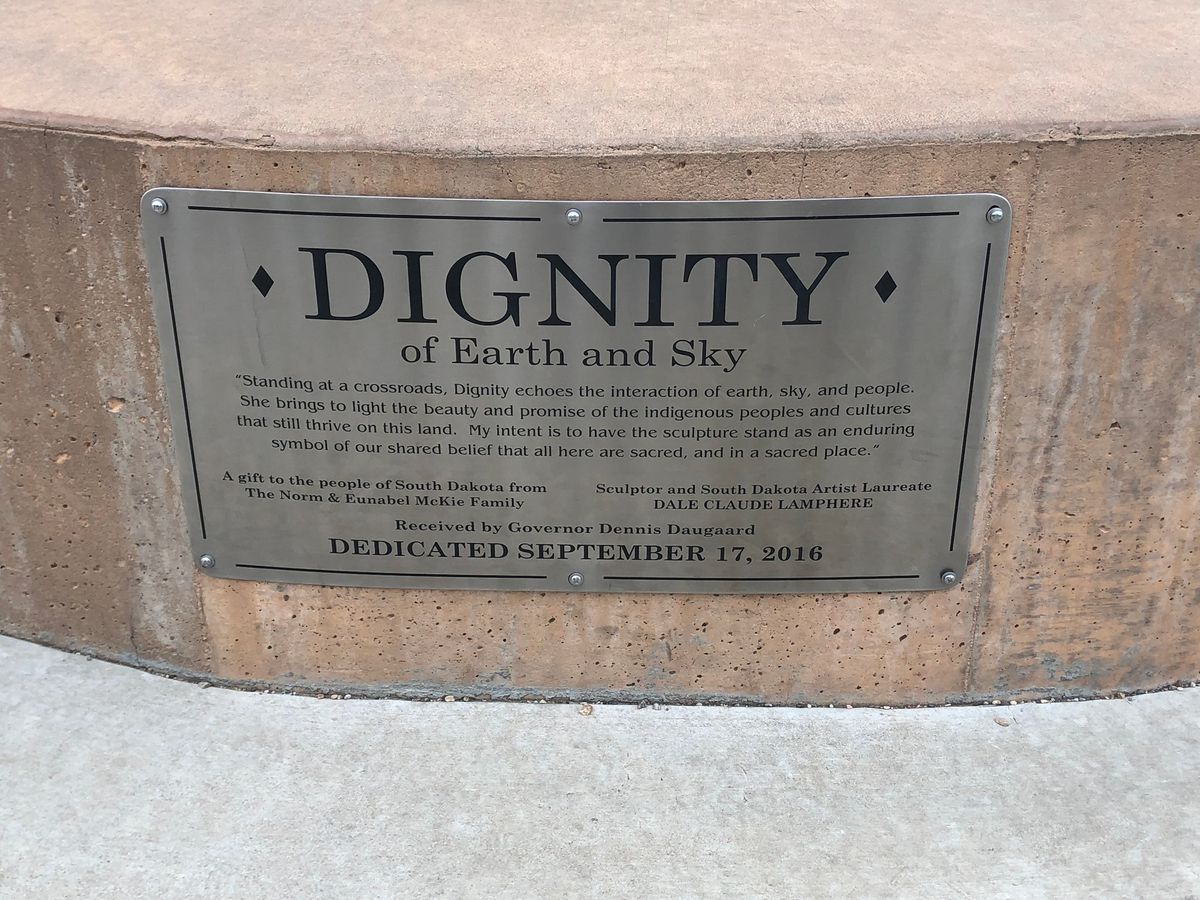 DIGNITY
of Earth and Sky
“Standing at a crossroads, Dignity echoes the interaction of earth, sky, and people.
She brings to light the beauty and promise of the indigenous peoples and cultures
that still thrive on this land. My intent is to have the sculpture stand as an enduring
symbol of our shared belief that all here are sacred, and in a sacred place.”
A gift to the people of South Dakota from
The Norm & Eunabel McKie Family
Sculptor and South Dakota Artist Laureate
DALE CLAUDE LAMPHERE
Received by Governor Dennis Daugaard
DEDICATED SEPTEMBER 17, 2016